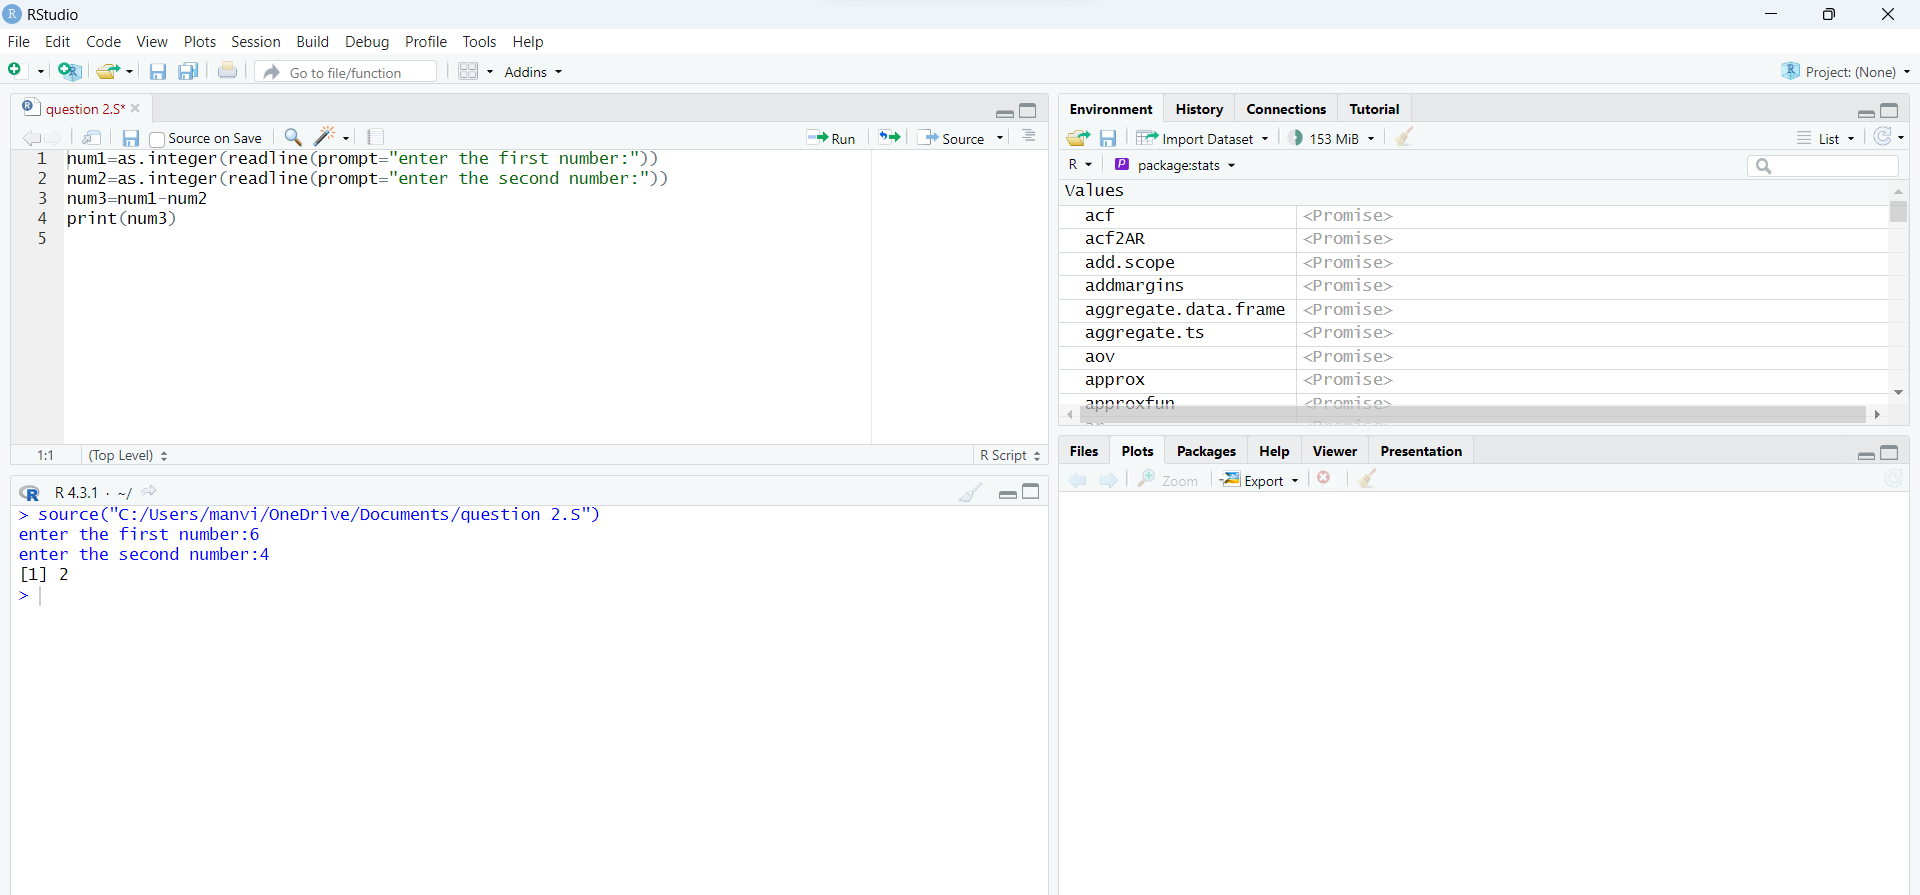 RStudio
File Edit Code View Plots Session Build Debug Profile Tools Help
Go to file/function Addins Project: (None)
question 2.S*
Source on Save Run Source
1 num1=as.integer(readline(prompt="enter the first number:"))
2 num2=as.integer(readline(prompt="enter the second number:"))
3 num3=num1-num2
4 print(num3)
5
1:1 (Top Level) R Script
R 4.3.1 · ~/
> source("C:/Users/manvi/OneDrive/Documents/question 2.S")
enter the first number:6
enter the second number:4
[1] 2
>
Environment History Connections Tutorial
Import Dataset 153 MiB List
R package:stats
Values
acf <Promise>
acf2AR <Promise>
add.scope <Promise>
addmargins <Promise>
aggregate.data.frame <Promise>
aggregate.ts <Promise>
aov <Promise>
approx <Promise>
approxfun <Promise>
Files Plots Packages Help Viewer Presentation
Zoom Export